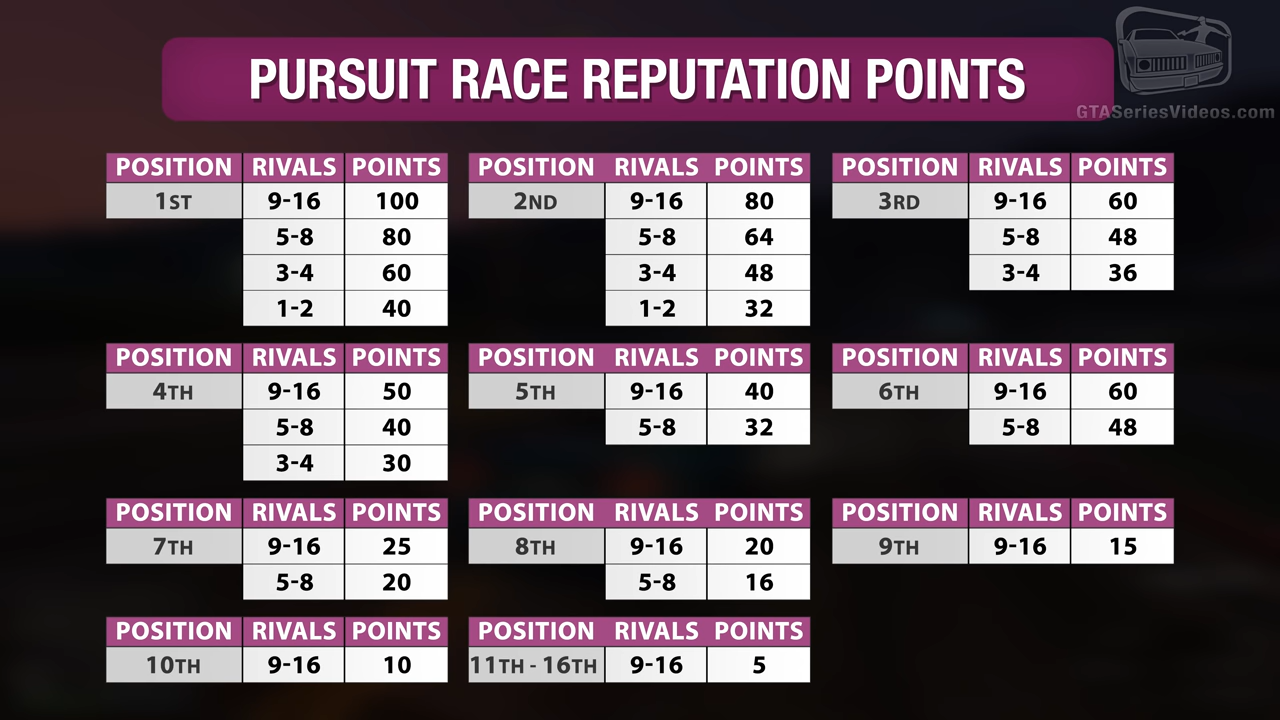 PURSUIT RACE REPUTATION POINTS
GTASeriesVideos.com
POSITION RIVALS POINTS
1ST 9-16 100
5-8 80
3-4 60
1-2 40
POSITION RIVALS POINTS
2ND 9-16 80
5-8 64
3-4 48
1-2 32
POSITION RIVALS POINTS
3RD 9-16 60
5-8 48
3-4 36
POSITION RIVALS POINTS
4TH 9-16 50
5-8 40
3-4 30
POSITION RIVALS POINTS
5TH 9-16 40
5-8 32
POSITION RIVALS POINTS
6TH 9-16 60
5-8 48
POSITION RIVALS POINTS
7TH 9-16 25
5-8 20
POSITION RIVALS POINTS
8TH 9-16 20
5-8 16
POSITION RIVALS POINTS
9TH 9-16 15
POSITION RIVALS POINTS
10TH 9-16 10
POSITION RIVALS POINTS
11TH - 16TH 9-16 5